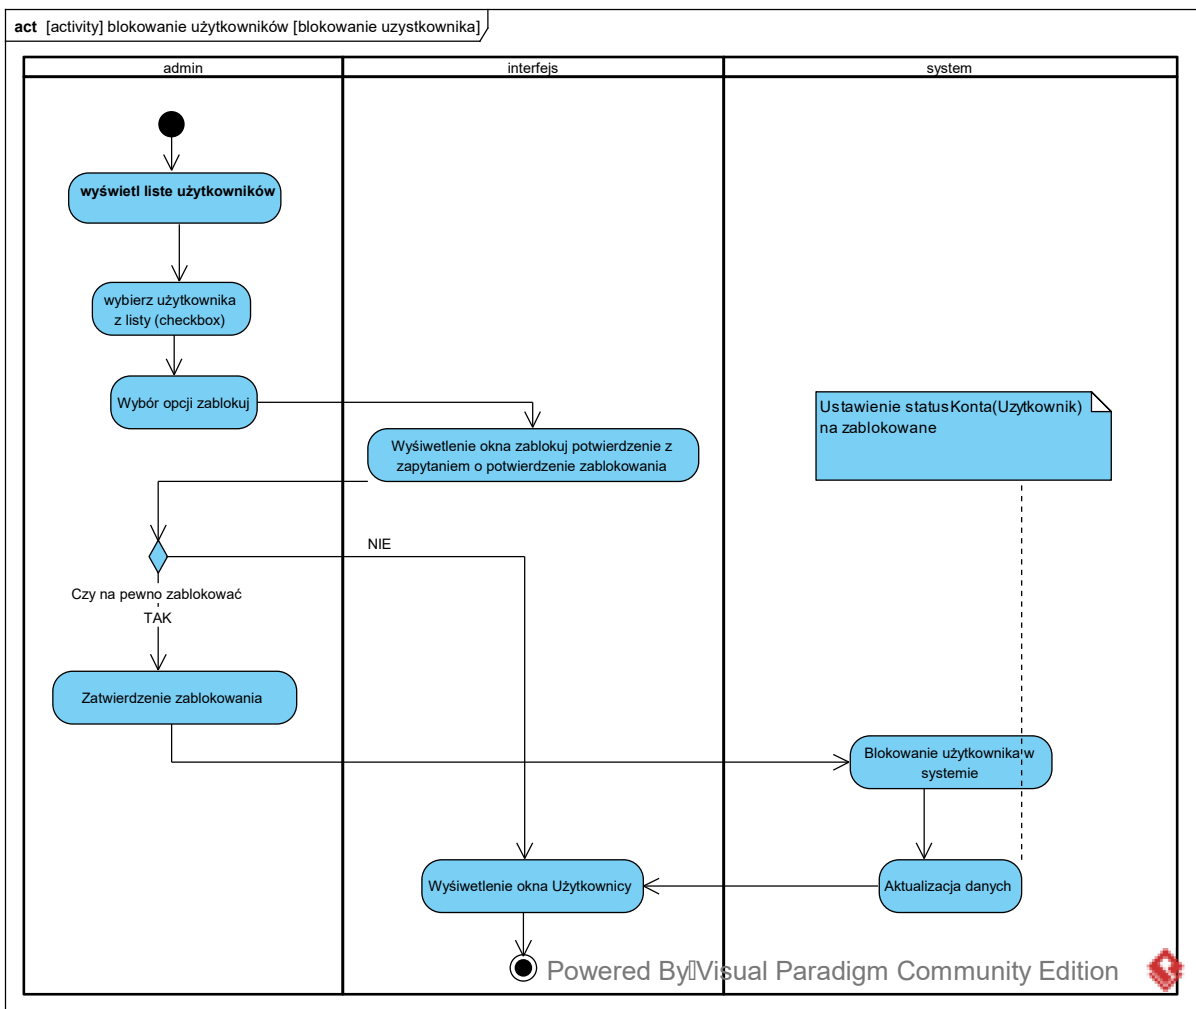 act [activity] blokowanie użytkowników [blokowanie uzystkownika]
admin
interfejs
system
wyświetl liste użytkowników
wybierz użytkownika
z listy (checkbox)
Wybór opcji zablokuj
Wyśiwetlenie okna zablokuj potwierdzenie z
zapytaniem o potwierdzenie zablokowania
Ustawienie statusKonta(Uzytkownik)
na zablokowane
NIE
Czy na pewno zablokować
TAK
Zatwierdzenie zablokowania
Blokowanie użytkownika w
systemie
Wyśiwetlenie okna Użytkownicy
Aktualizacja danych
Powered By Visual Paradigm Community Edition